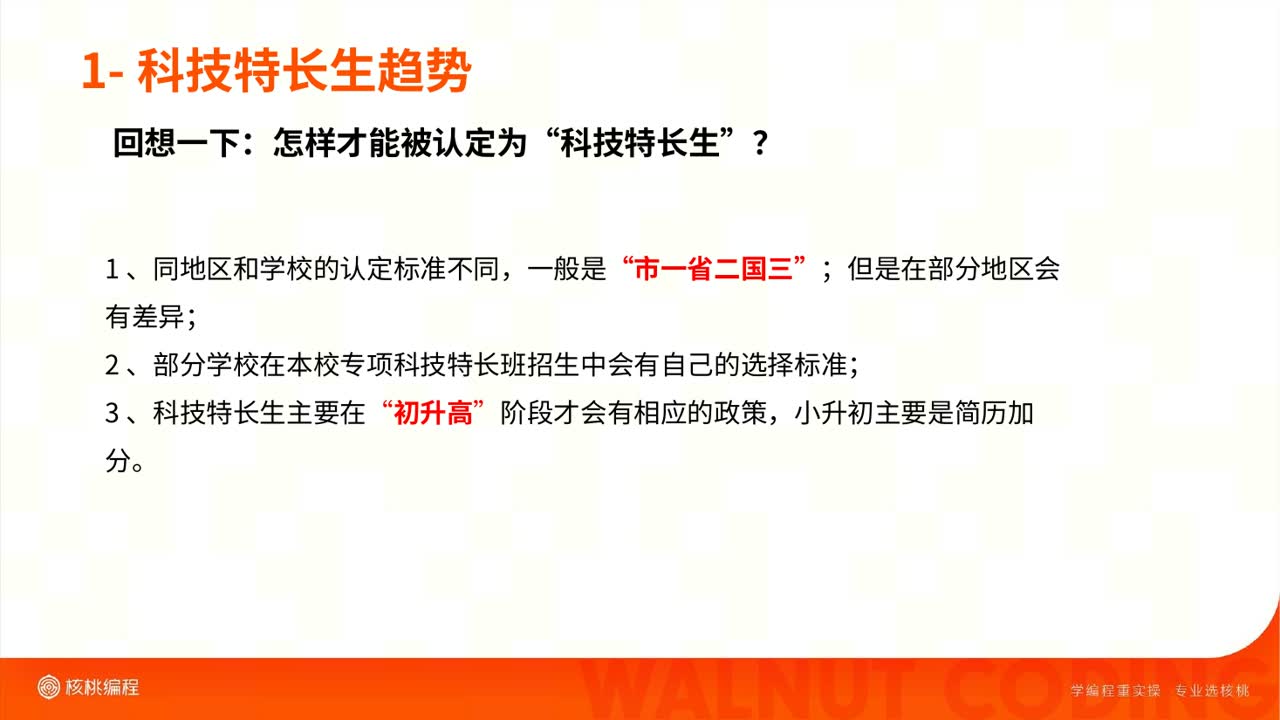 1- 科技特长生趋势
回想一下：怎样才能被认定为“科技特长生”?
1、同地区和学校的认定标准不同，一般是“市一省二国三”；但是在部分地区会
有差异；
2、部分学校在本校专项科技特长班招生中会有自己的选择标准；
3、科技特长生主要在“初升高”阶段才会有相应的政策，小升初主要是简历加
分。
WALNUT CODING
核桃编程
学编程重实操 专业选核桃